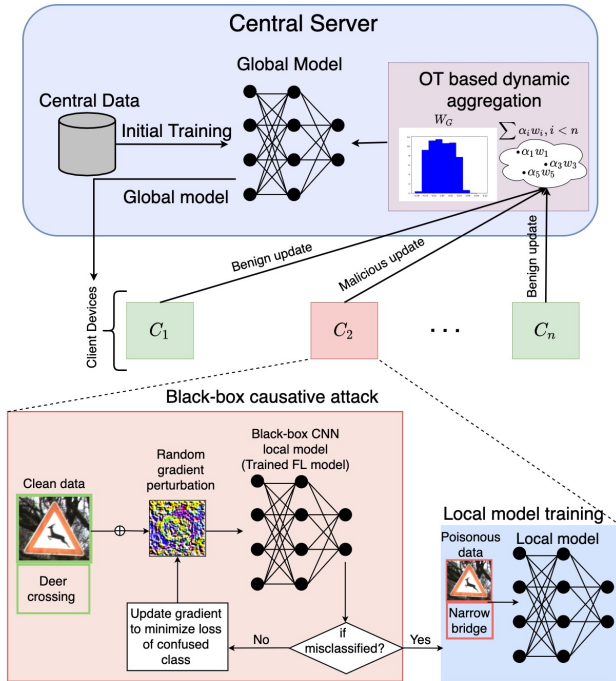 Central Server
Global Model
Central Data
Initial Training
Global model
OT based dynamic
aggregation
W_G
∑ α_i w_i, i < n
α_1 w_1
α_3 w_3
α_5 w_5
Benign update
Malicious update
Benign update
Client Devices
C_1
C_2
. . .
C_n
Black-box causative attack
Clean data
Random
gradient
perturbation
Black-box CNN
local model
(Trained FL model)
Deer
crossing
Update gradient
to minimize loss
of confused
class
No
if
misclassified?
Yes
Local model training
Poisonous
data
Local model
Narrow
bridge